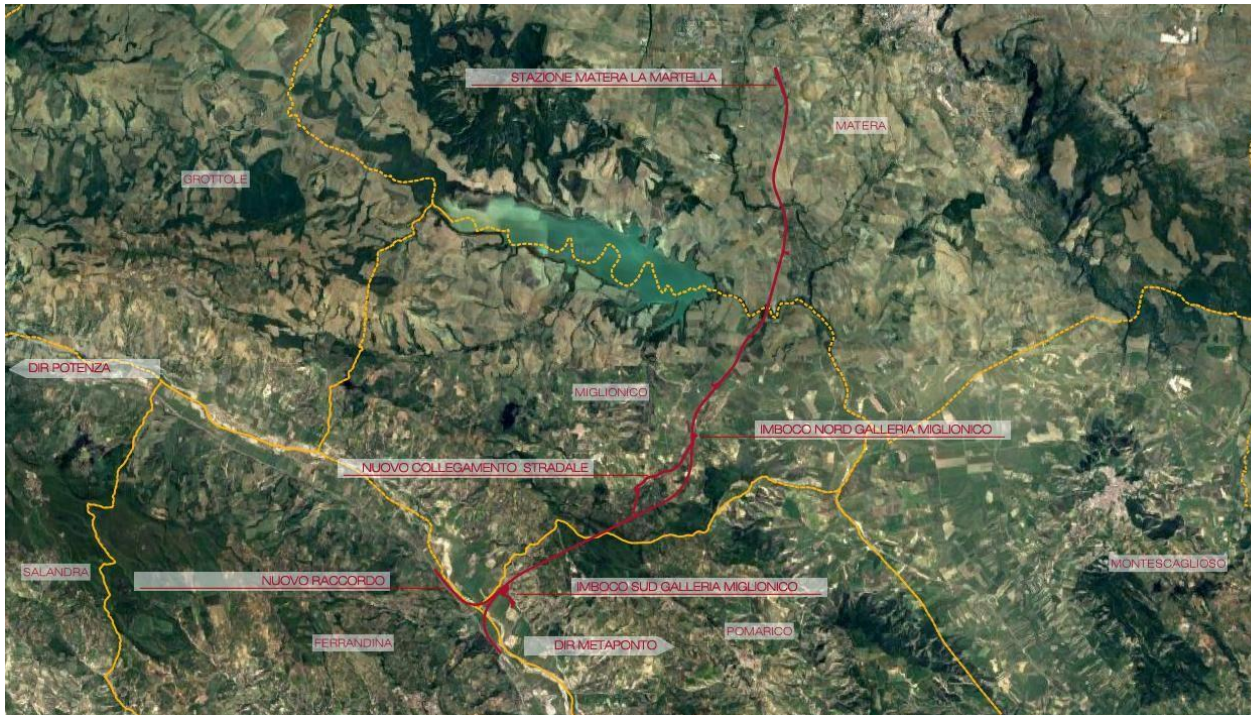 STAZIONE MATERA LA MARTELLA
MATERA
GROTTOLE
DIR POTENZA
MIGLIONICO
IMBOCO NORD GALLERIA MIGLIONICO
NUOVO COLLEGAMENTO STRADALE
SALANDRA
NUOVO RACCORDO
IMBOCO SUD GALLERIA MIGLIONICO
MONTESCAGLIOSO
FERRANDINA
DIR METAPONTO
POMARICO